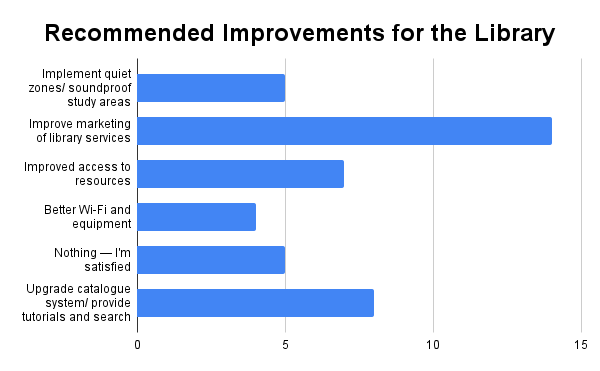 Recommended Improvements for the Library
Implement quiet
zones/ soundproof
study areas
Improve marketing
of library services
Improved access to
resources
Better Wi-Fi and
equipment
Nothing — I'm
satisfied
Upgrade catalogue
system/ provide
tutorials and search
0 5 10 15